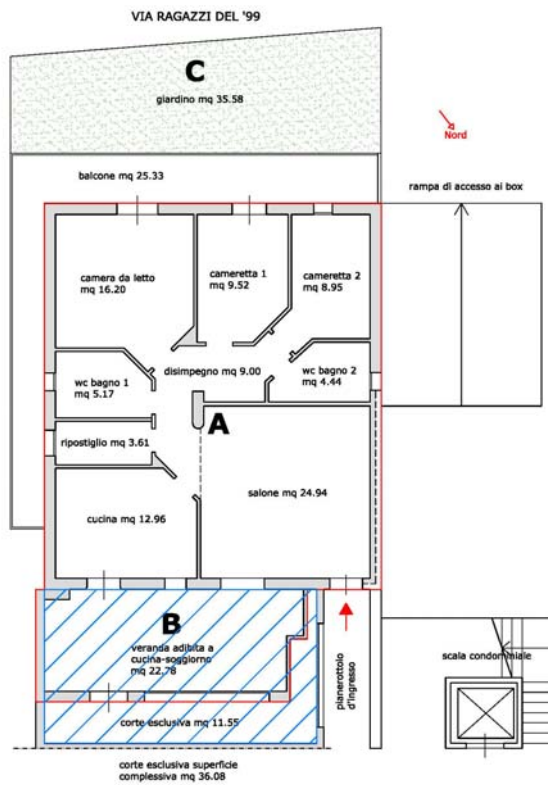 VIA RAGAZZI DEL '99
C
giardino mq 35.58
Nord
balcone mq 25.33
rampa di accesso ai box
camera da letto
mq 16.20
cameretta 1
mq 9.52
cameretta 2
mq 8.95
disimpegno mq 9.00
wc bagno 1
mq 5.17
wc bagno 2
mq 4.44
A
ripostiglio mq 3.61
salone mq 24.94
cucina mq 12.96
B
veranda adibita a
cucina-soggiorno
mq 22.78
pianerottolo
d'ingresso
scala condominiale
corte esclusiva mq 11.55
corte esclusiva superficie
complessiva mq 36.08